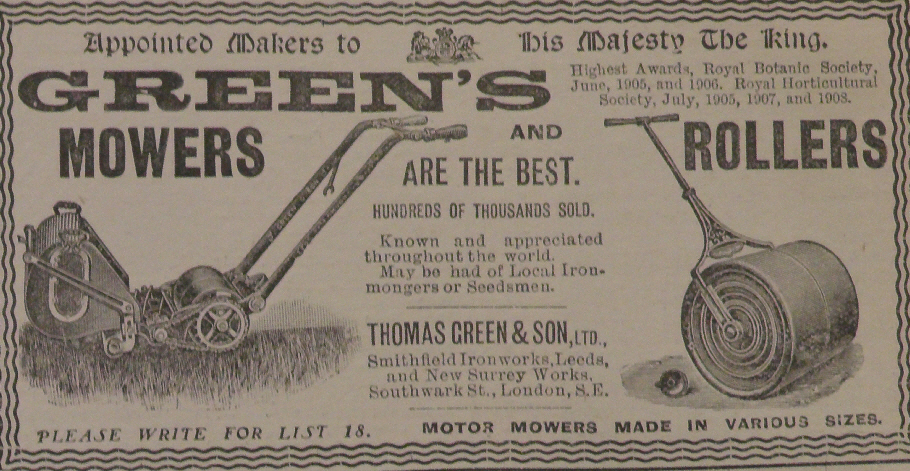 Appointed Makers to His Majesty The King.
GREEN'S
Highest Awards, Royal Botanic Society,
June, 1905, and 1906. Royal Horticultural
Society, July, 1905, 1907, and 1908.
MOWERS AND ROLLERS
ARE THE BEST.
HUNDREDS OF THOUSANDS SOLD.
Known and appreciated
throughout the world.
May be had of Local Iron-
mongers or Seedsmen.
THOMAS GREEN & SON, LTD.,
Smithfield Ironworks, Leeds,
and New Surrey Works,
Southwark St., London, S.E.
PLEASE WRITE FOR LIST 18.
MOTOR MOWERS MADE IN VARIOUS SIZES.